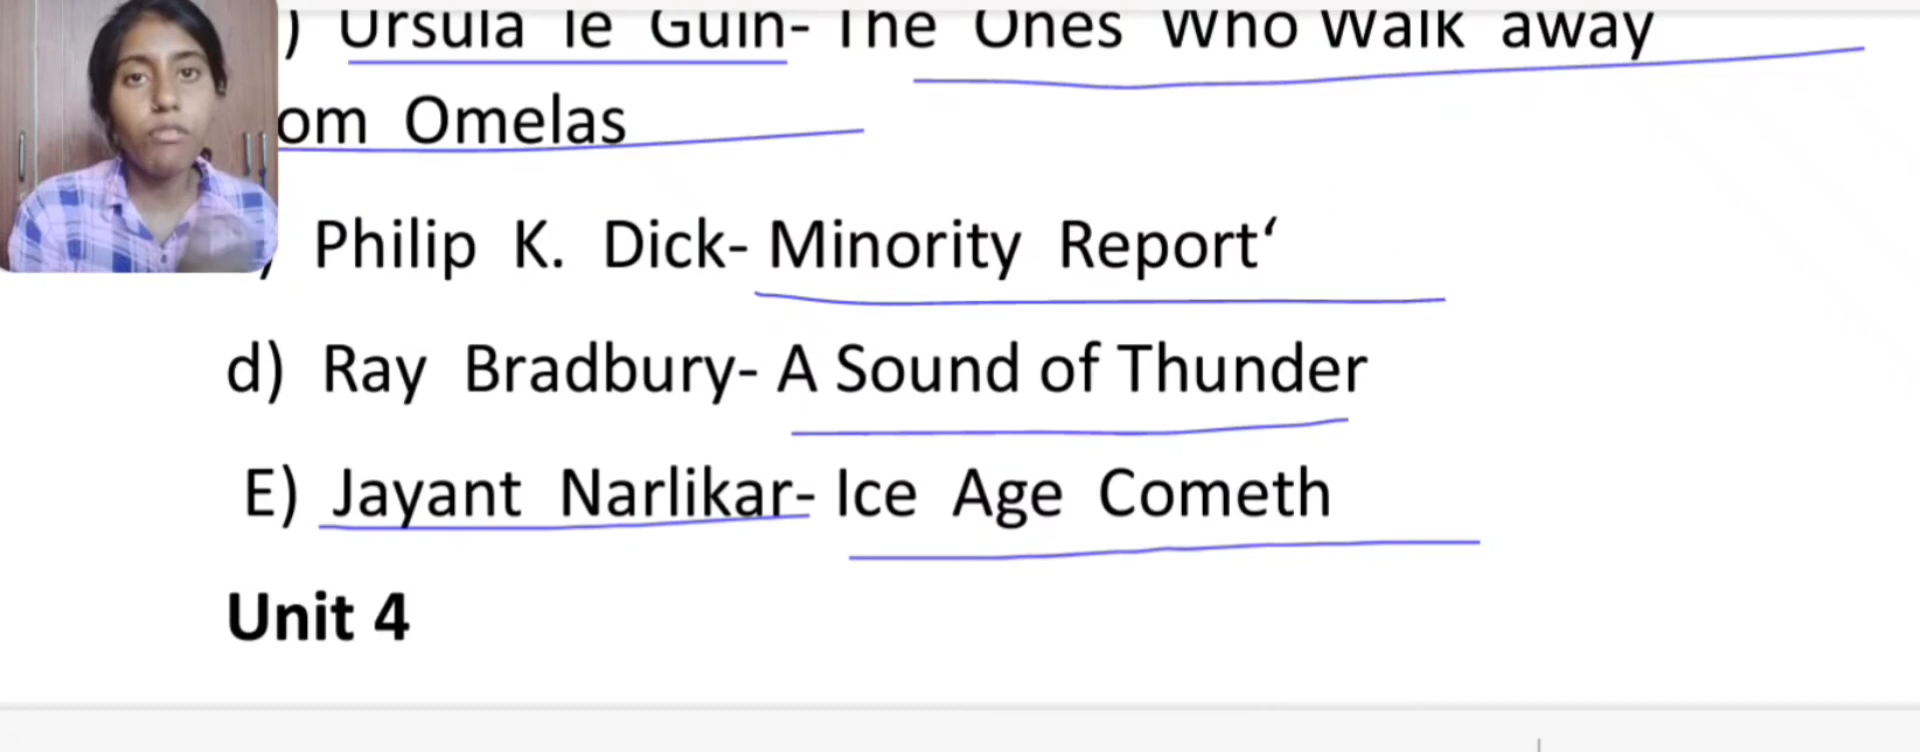 ) Ursula le Guin- The Ones Who Walk away
om Omelas
) Philip K. Dick- Minority Report‘
d) Ray Bradbury- A Sound of Thunder
E) Jayant Narlikar- Ice Age Cometh
Unit 4